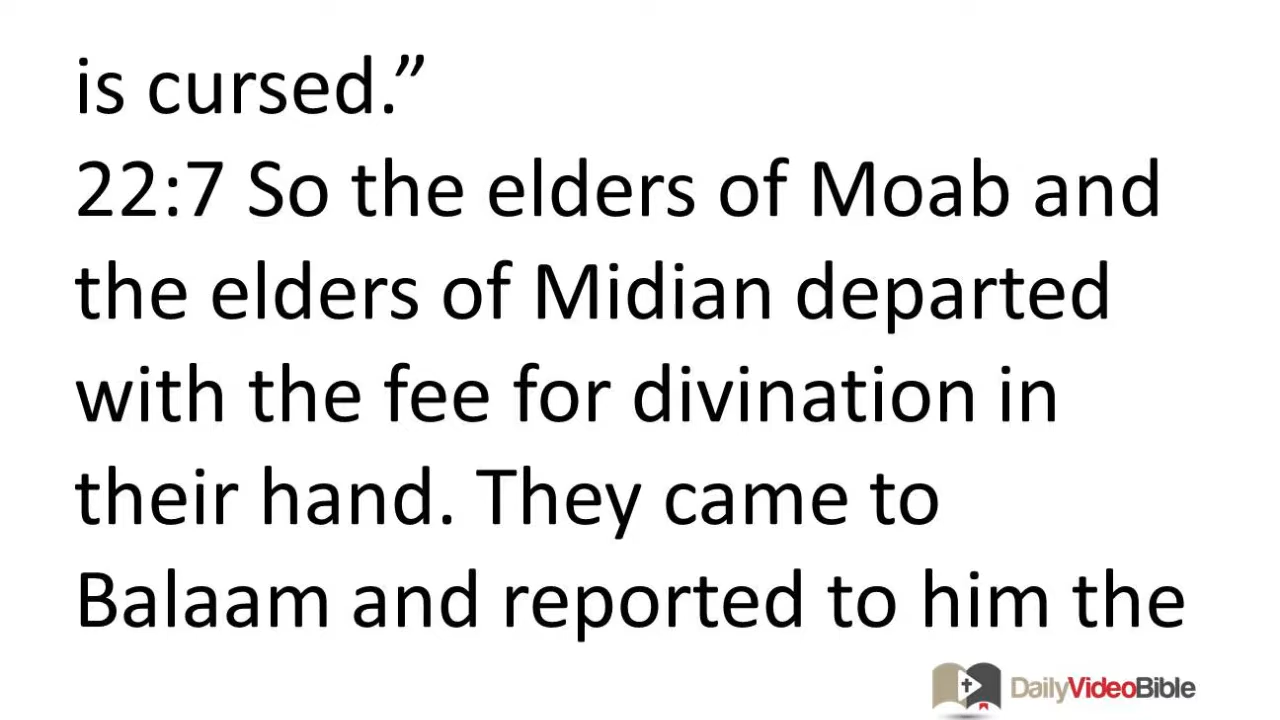 is cursed.”
22:7 So the elders of Moab and
the elders of Midian departed
with the fee for divination in
their hand. They came to
Balaam and reported to him the
DailyVideoBible